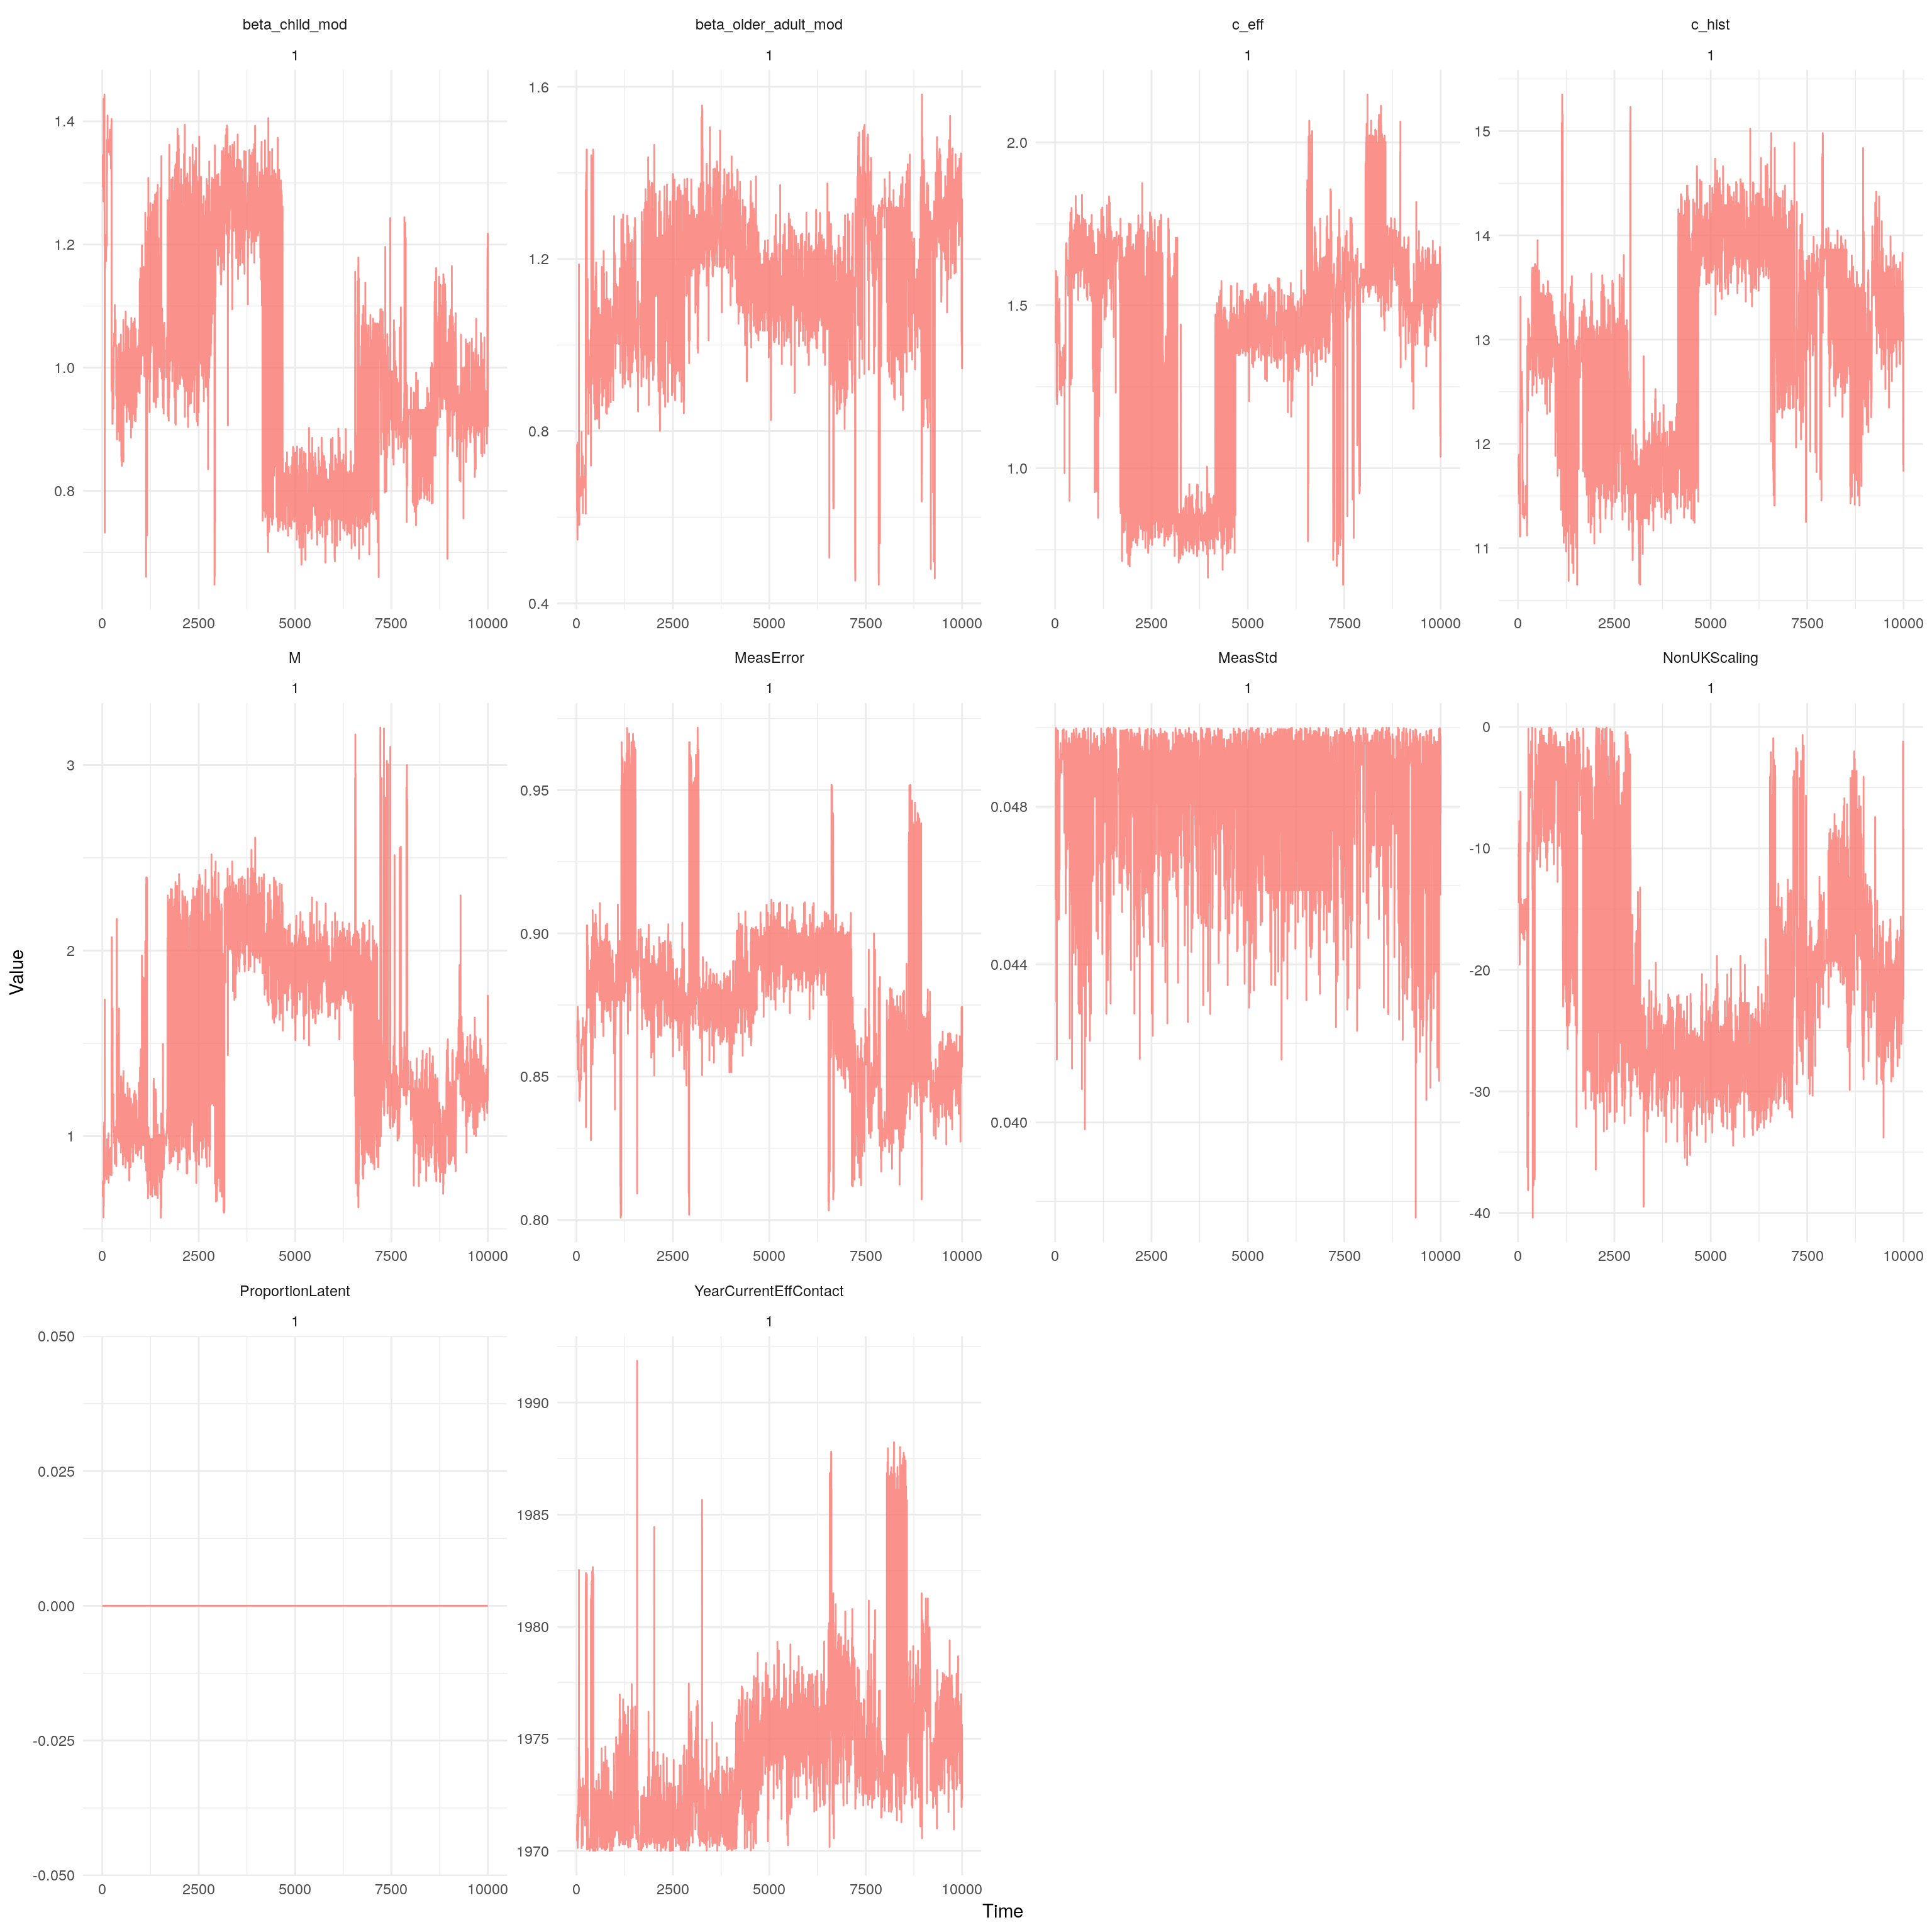 beta_child_mod beta_older_adult_mod c_eff c_hist
1 1 1 1
1.4 1.2 1.0 0.8
1.6 1.2 0.8 0.4
2.0 1.5 1.0
15 14 13 12 11
0 2500 5000 7500 10000 0 2500 5000 7500 10000 0 2500 5000 7500 10000 0 2500 5000 7500 10000
M MeasError MeasStd NonUKScaling
1 1 1 1
Value
3 2 1
0.95 0.90 0.85 0.80
0.048 0.044 0.040
0 -10 -20 -30 -40
0 2500 5000 7500 10000 0 2500 5000 7500 10000 0 2500 5000 7500 10000 0 2500 5000 7500 10000
ProportionLatent YearCurrentEffContact
1 1
0.050 0.025 0.000 -0.025 -0.050
1990 1985 1980 1975 1970
0 2500 5000 7500 10000 0 2500 5000 7500 10000
Time